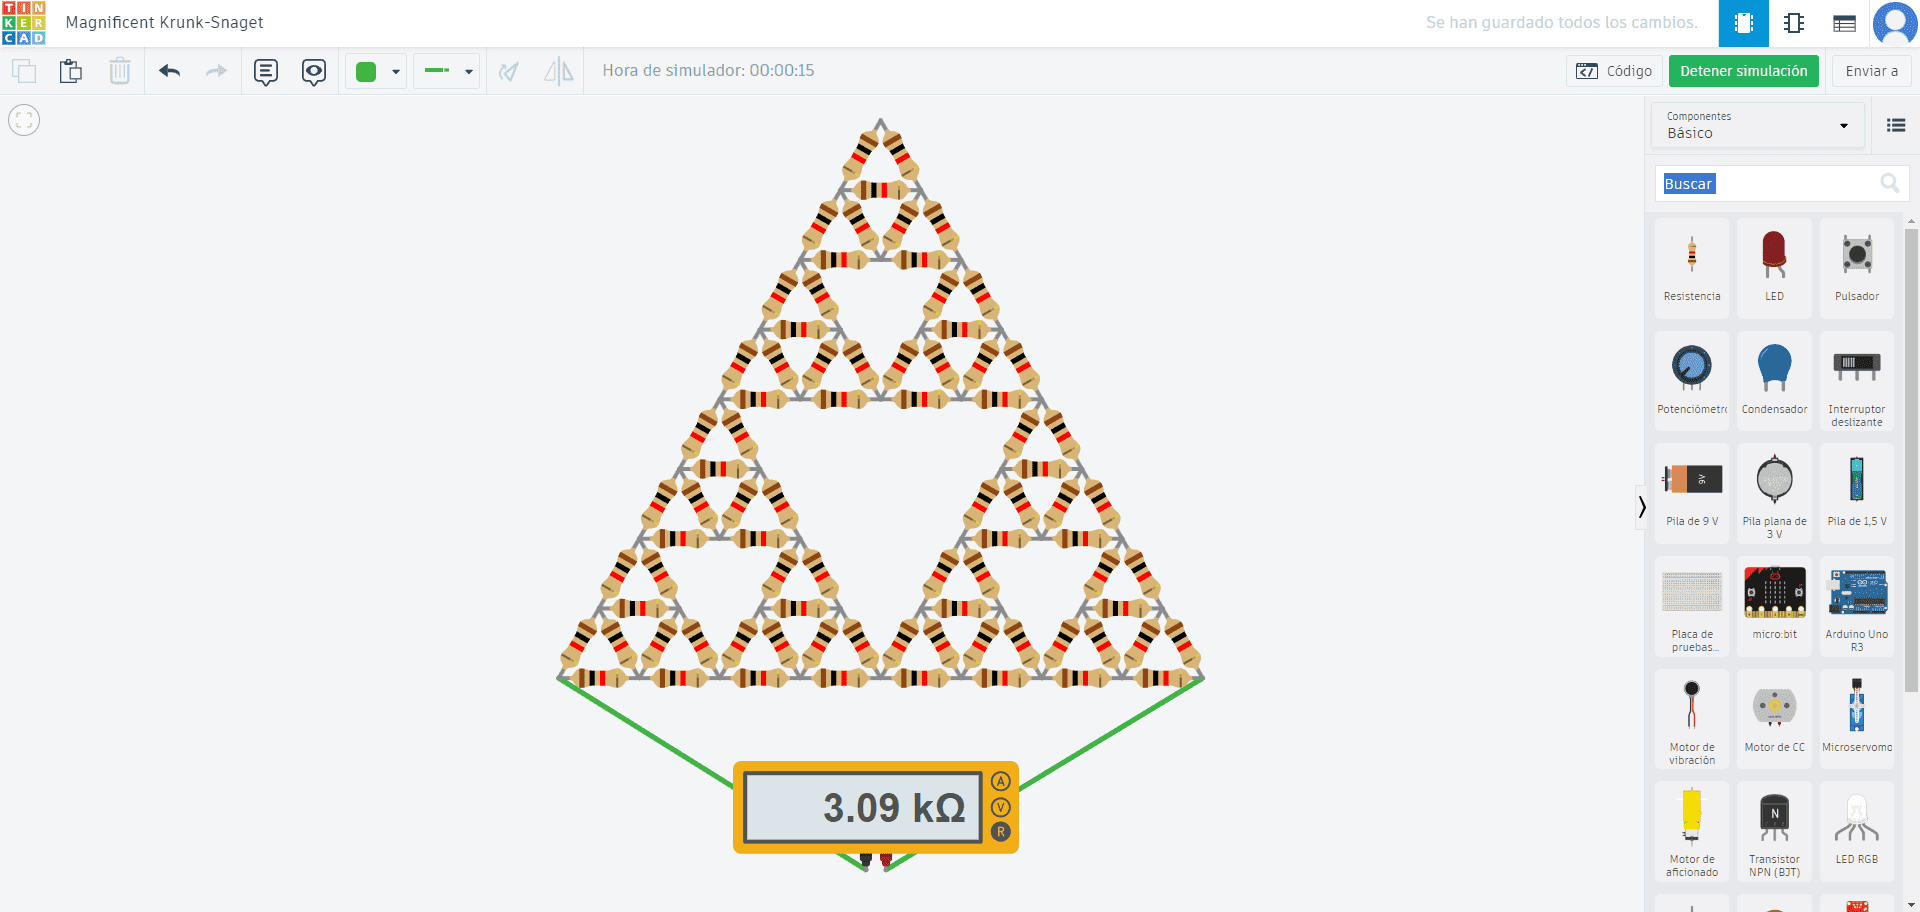 TIN
KER
CAD
Magnificent Krunk-Snaget
Se han guardado todos los cambios.
Hora de simulador: 00:00:15
Código
Detener simulación
Enviar a
Componentes
Básico
Buscar
Resistencia
LED
Pulsador
Potenciómetro
Condensador
Interruptor
deslizante
9V
Pila de 9 V
Pila plana de
3 V
Pila de 1,5 V
Placa de
pruebas...
micro:bit
Arduino Uno
R3
Motor de
vibración
Motor de CC
Microservomo
N
Motor de
aficionado
Transistor
NPN (BJT)
LED RGB
3.09 kΩ
A
V
R